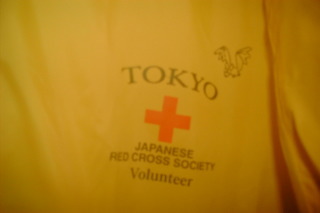 TOKYO
JAPANESE
RED CROSS SOCIETY
Volunteer